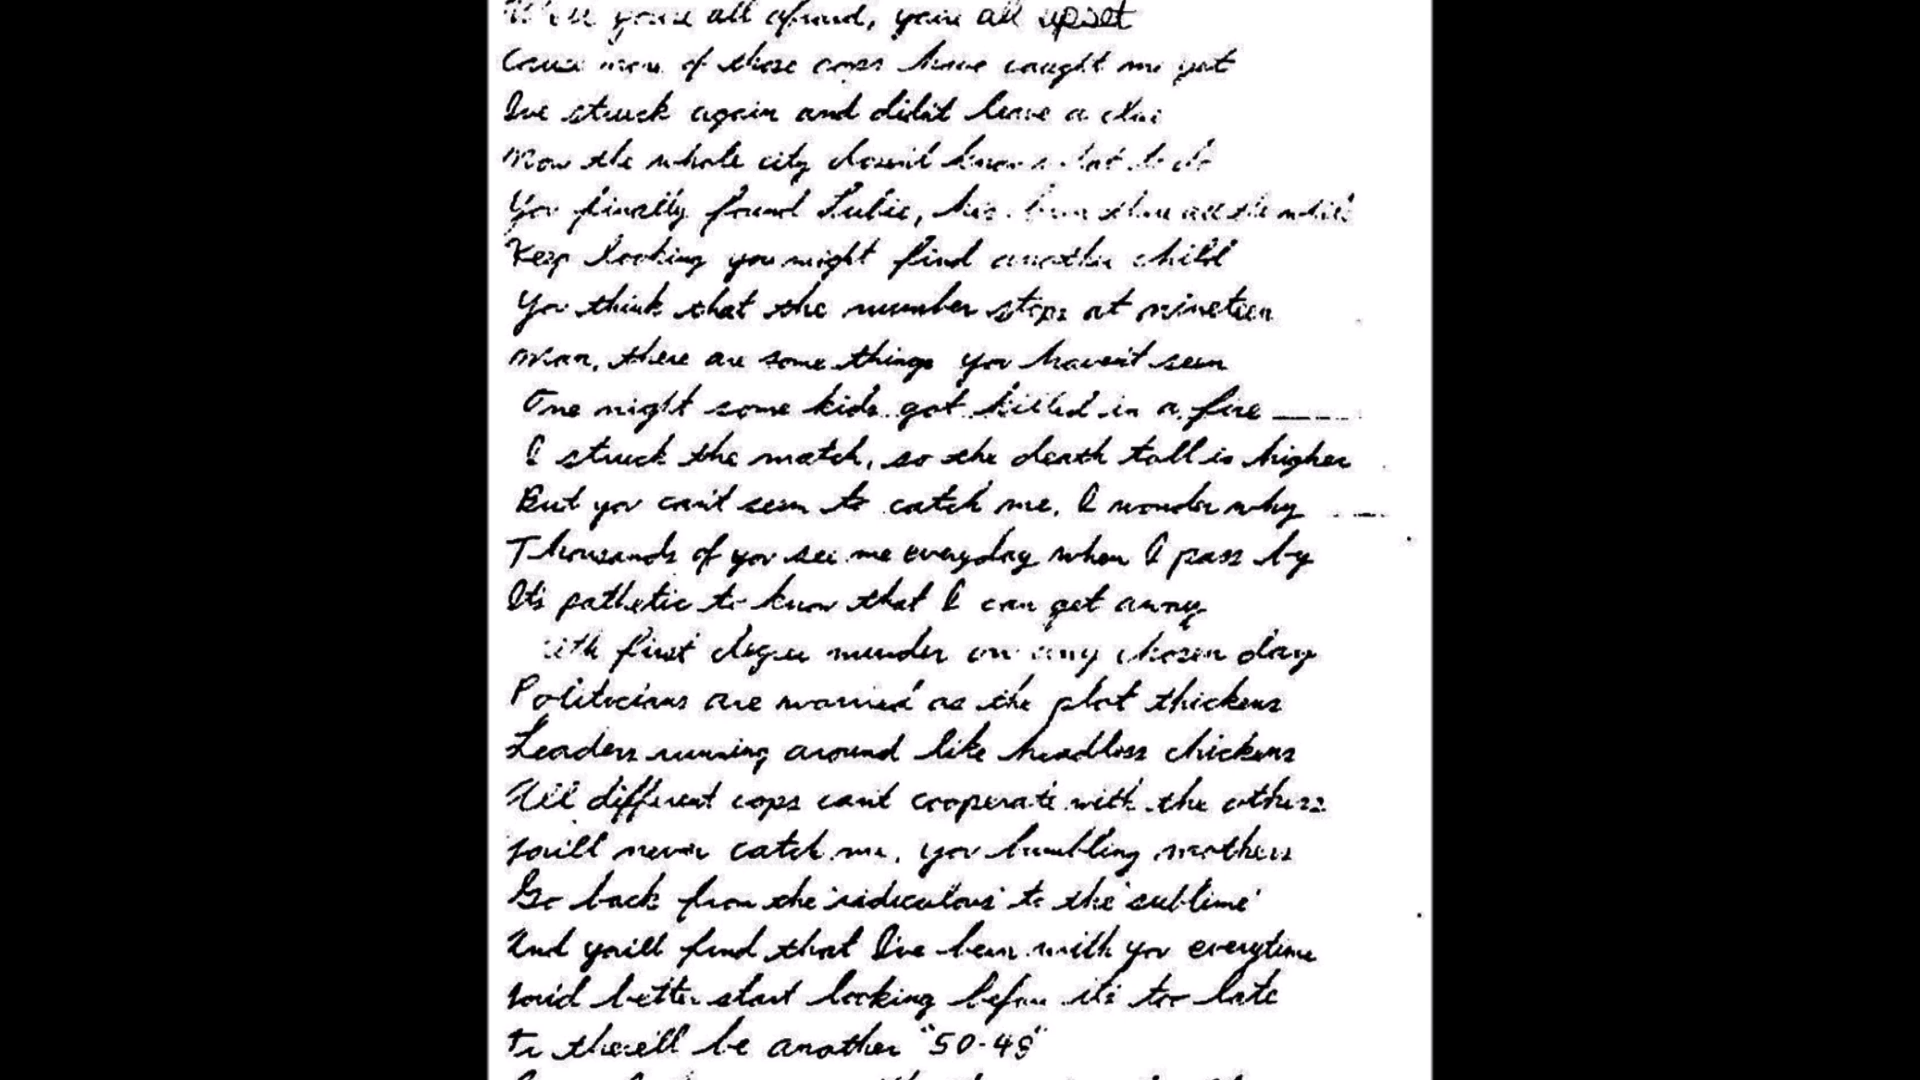 you're all afraid, you're all upset
Cause none of those cops have caught me yet
I've struck again and didn't leave a clue
Now the whole city doesn't know what to do
You finally found Lubie, he's been there all the while
Keep looking you might find another child
You think that the number stops at nineteen
Man, there are some things you haven't seen
One night some kids got killed in a fire
I struck the match, so the death toll is higher
But you can't seem to catch me, I wonder why
Thousands of you see me everyday when I pass by
It's pathetic to know that I can get away
with first degree murder on any chosen day
Politicians are worried as the plot thickens
Leaders running around like headless chickens
All different cops can't cooperate with the others
You'll never catch me, you bumbling mothers
Go back from the 'ridiculous' to the 'sublime'
And you'll find that I've been with you everytime
You'd better start looking before it's too late
Or there'll be another "50-48"